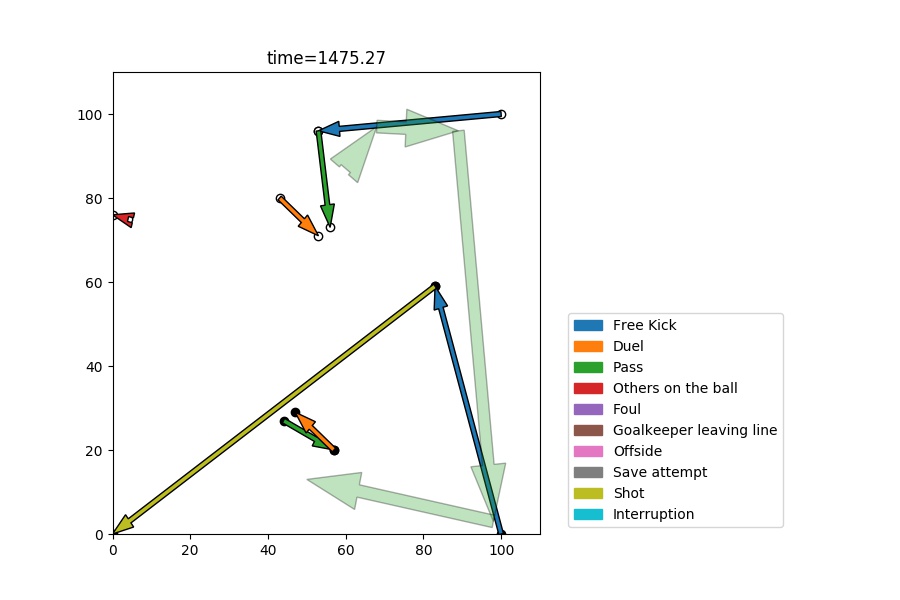 time=1475.27
100
80
60
40
20
0
0 20 40 60 80 100
Free Kick
Duel
Pass
Others on the ball
Foul
Goalkeeper leaving line
Offside
Save attempt
Shot
Interruption